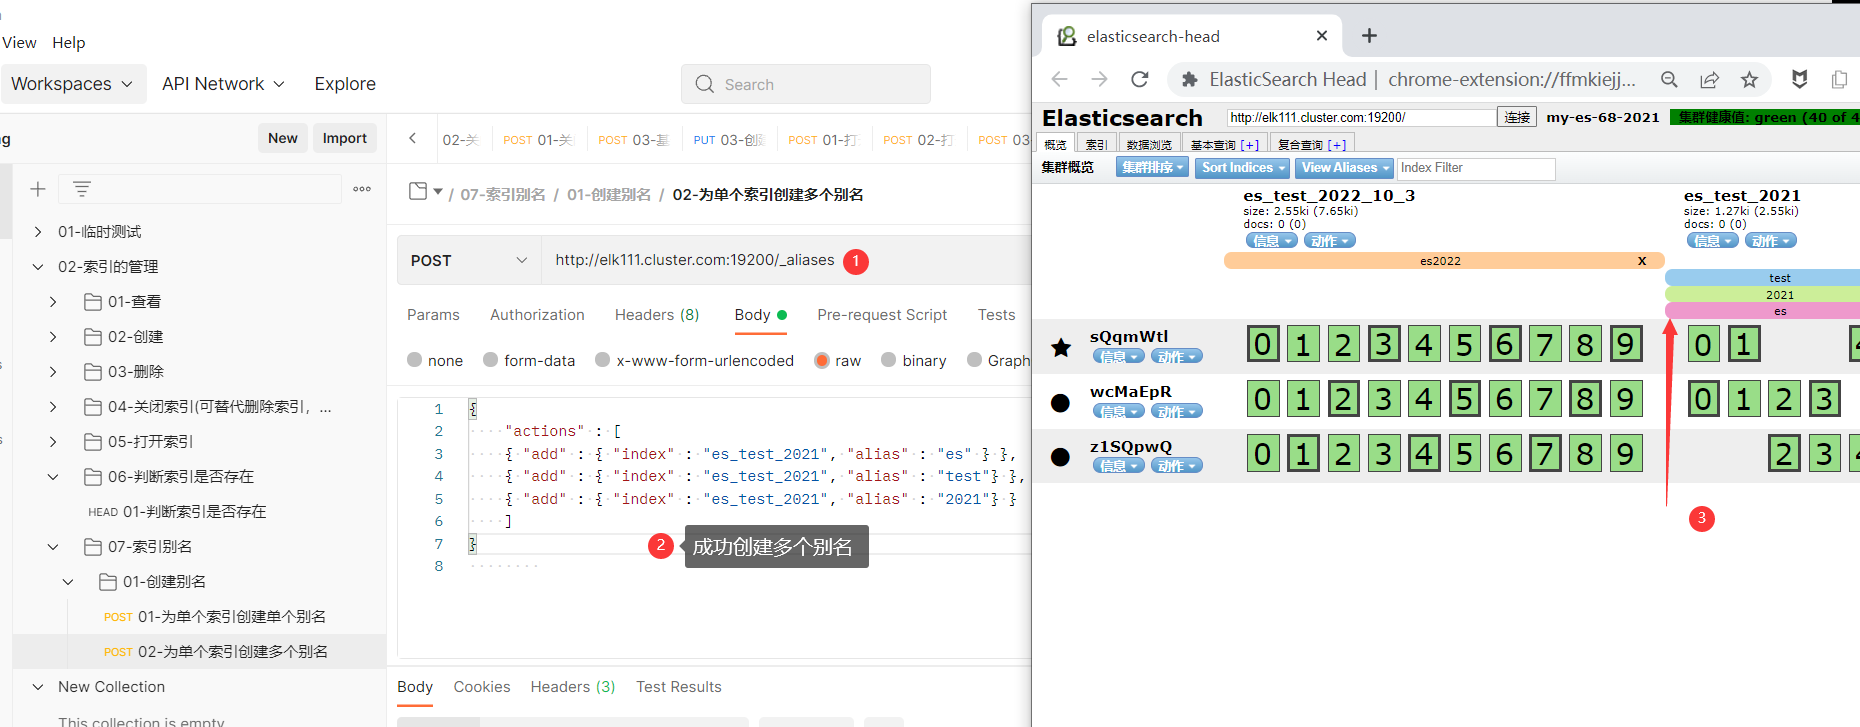 View Help
Workspaces API Network Explore
Search
New Import
01-临时测试
02-索引的管理
01-查看
02-创建
03-删除
04-关闭索引(可替代删除索引, ...
05-打开索引
06-判断索引是否存在
HEAD 01-判断索引是否存在
07-索引别名
01-创建别名
POST 01-为单个索引创建单个别名
POST 02-为单个索引创建多个别名
New Collection
This collection is empty
POST 01- POST 03- PUT 03- POST 01-打 POST 02-打 POST 03
/ 07-索引别名 / 01-创建别名 / 02-为单个索引创建多个别名
POST http://elk111.cluster.com:19200/_aliases 1
Params Authorization Headers (8) Body Pre-request Script Tests
none form-data x-www-form-urlencoded raw binary Graph
1 {
2 "actions" : [
3 { "add" : { "index" : "es_test_2021", "alias" : "es" } },
4 { "add" : { "index" : "es_test_2021", "alias" : "test"} },
5 { "add" : { "index" : "es_test_2021", "alias" : "2021"} }
6 ]
7 }
8
2 成功创建多个别名
Body Cookies Headers (3) Test Results
elasticsearch-head
ElasticSearch Head | chrome-extension://ffmkiejj...
Elasticsearch http://elk111.cluster.com:19200/ 连接 my-es-68-2021 集群健康值: green (40 of 4
概览 索引 数据浏览 基本查询 [+] 复合查询 [+]
集群概览 集群排序 Sort Indices View Aliases Index Filter
es_test_2022_10_3
size: 2.55ki (7.65ki)
docs: 0 (0)
信息 动作
es_test_2021
size: 1.27ki (2.55ki)
docs: 0 (0)
信息 动作
es2022 X
test
2021
es
sQqmWtl
信息 动作
0 1 2 3 4 5 6 7 8 9 0 1 4
wcMaEpR
信息 动作
0 1 2 3 4 5 6 7 8 9 0 1 2 3
z1SQpwQ
信息 动作
0 1 2 3 4 5 6 7 8 9 2 3
3